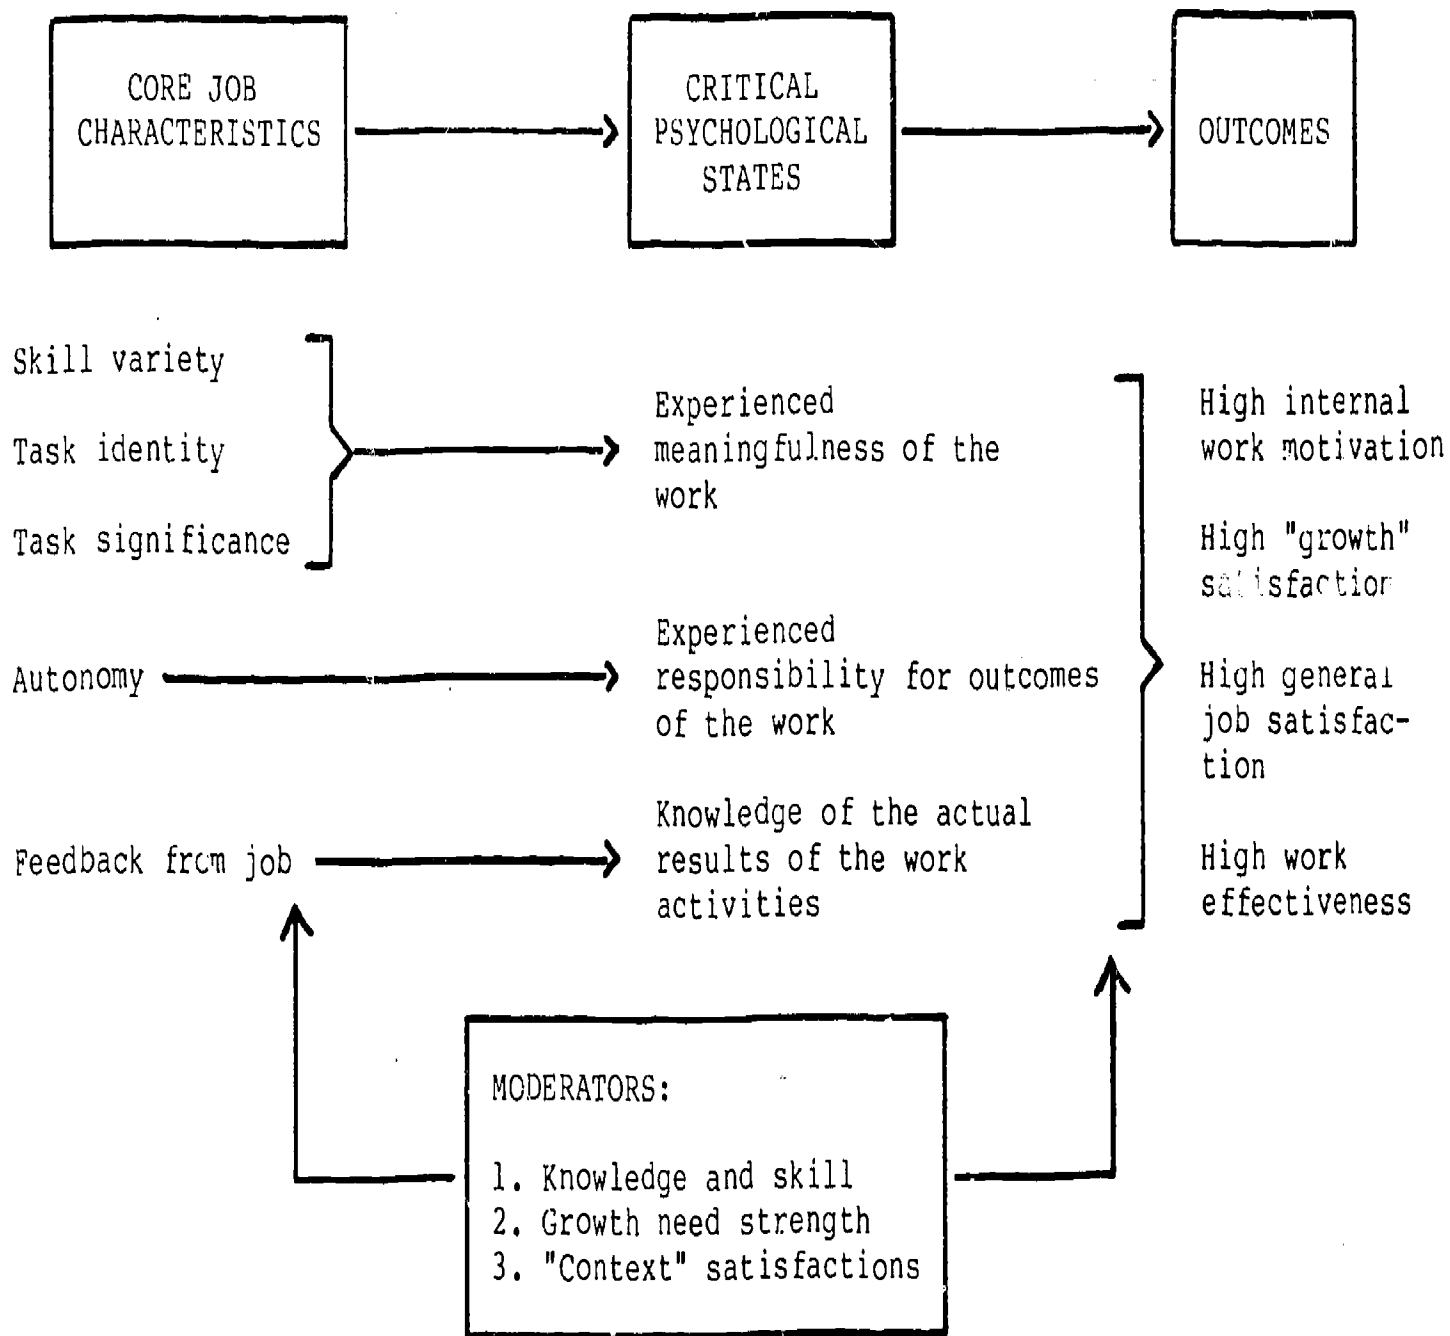 CORE JOB
CHARACTERISTICS
CRITICAL
PSYCHOLOGICAL
STATES
OUTCOMES
Skill variety
Task identity
Task significance
Experienced
meaningfulness of the
work
Autonomy
Experienced
responsibility for outcomes
of the work
Feedback from job
Knowledge of the actual
results of the work
activities
High internal
work motivation
High "growth"
satisfaction
High general
job satisfac-
tion
High work
effectiveness
MODERATORS:
1. Knowledge and skill
2. Growth need strength
3. "Context" satisfactions